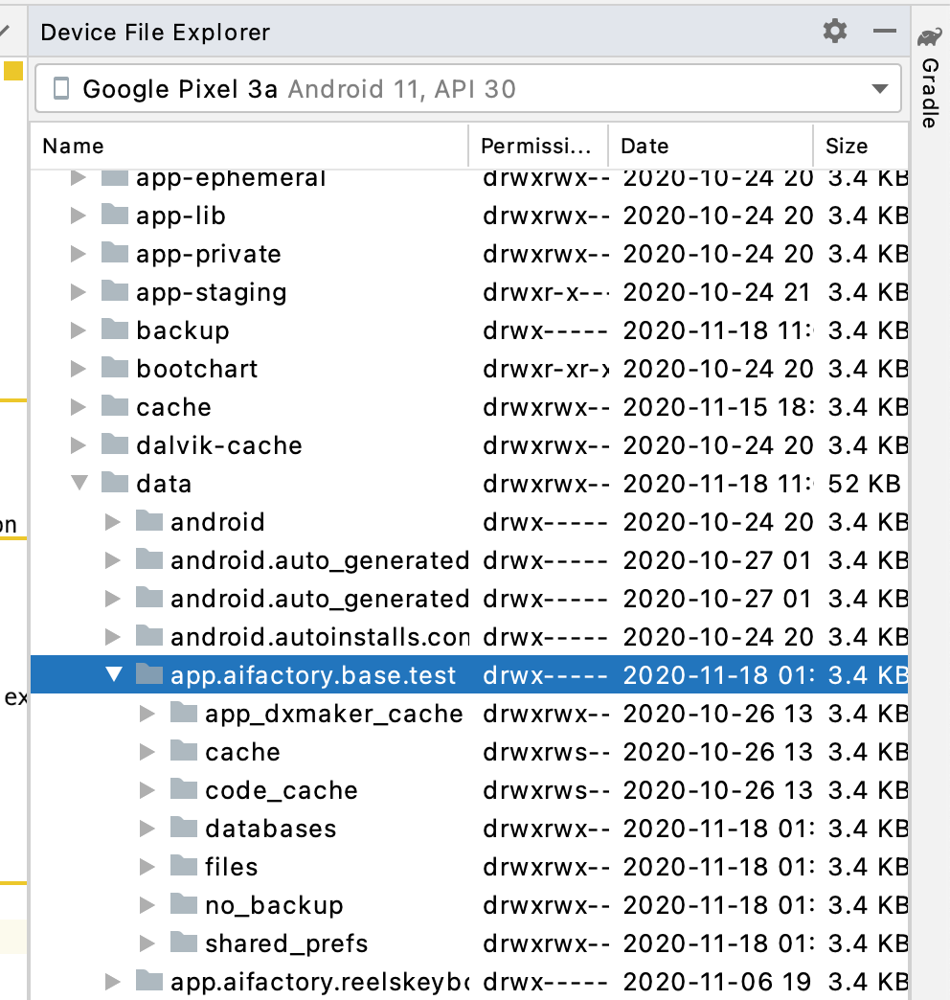 Device File Explorer
Gradle
Google Pixel 3a Android 11, API 30
Name Permissi... Date Size
app-ephemeral drwxrwx-- 2020-10-24 20 3.4 KB
app-lib drwxrwx-- 2020-10-24 20 3.4 KB
app-private drwxrwx-- 2020-10-24 20 3.4 KB
app-staging drwxr-x--- 2020-10-24 21 3.4 KB
backup drwx----- 2020-11-18 11: 3.4 KB
bootchart drwxr-xr-x 2020-10-24 20 3.4 KB
cache drwxrwx-- 2020-11-15 18: 3.4 KB
dalvik-cache drwxrwx-- 2020-10-24 20 3.4 KB
data drwxrwx-- 2020-11-18 11: 52 KB
on
android drwx----- 2020-10-24 20 3.4 KB
android.auto_generated drwx----- 2020-10-27 01 3.4 KB
android.auto_generated drwx----- 2020-10-27 01 3.4 KB
android.autoinstalls.con drwx----- 2020-10-24 20 3.4 KB
app.aifactory.base.test drwx----- 2020-11-18 01: 3.4 KB
ex
app_dxmaker_cache drwxrwx-- 2020-10-26 13 3.4 KB
cache drwxrws-- 2020-10-26 13 3.4 KB
code_cache drwxrws-- 2020-10-26 13 3.4 KB
databases drwxrwx-- 2020-11-18 01: 3.4 KB
files drwxrwx-- 2020-11-18 01: 3.4 KB
no_backup drwxrwx-- 2020-11-18 01: 3.4 KB
shared_prefs drwxrwx-- 2020-11-18 01: 3.4 KB
app.aifactory.reelskeybo drwx----- 2020-11-06 19 3.4 KB